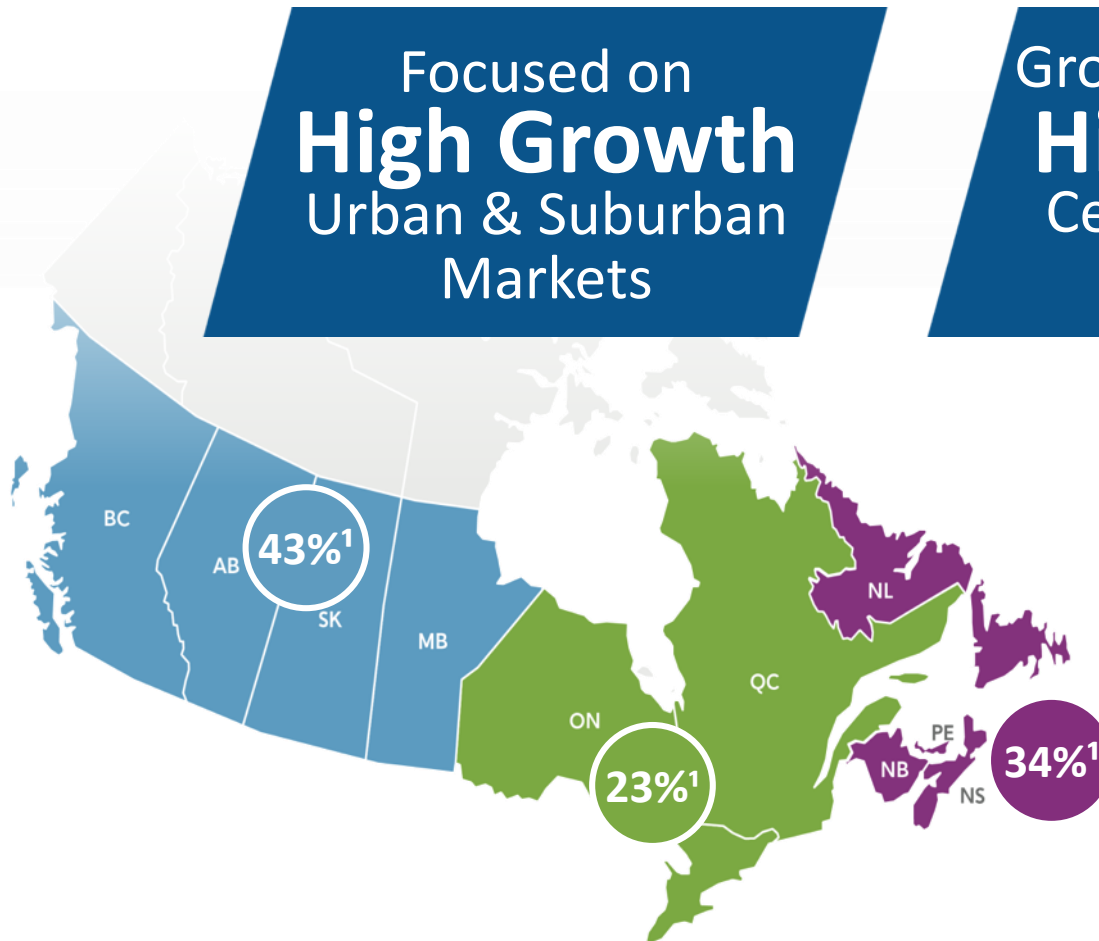 Focused on
High Growth
Urban & Suburban
Markets
BC
AB
43%¹
SK
MB
ON
23%¹
QC
NL
PE
NB
NS
34%¹